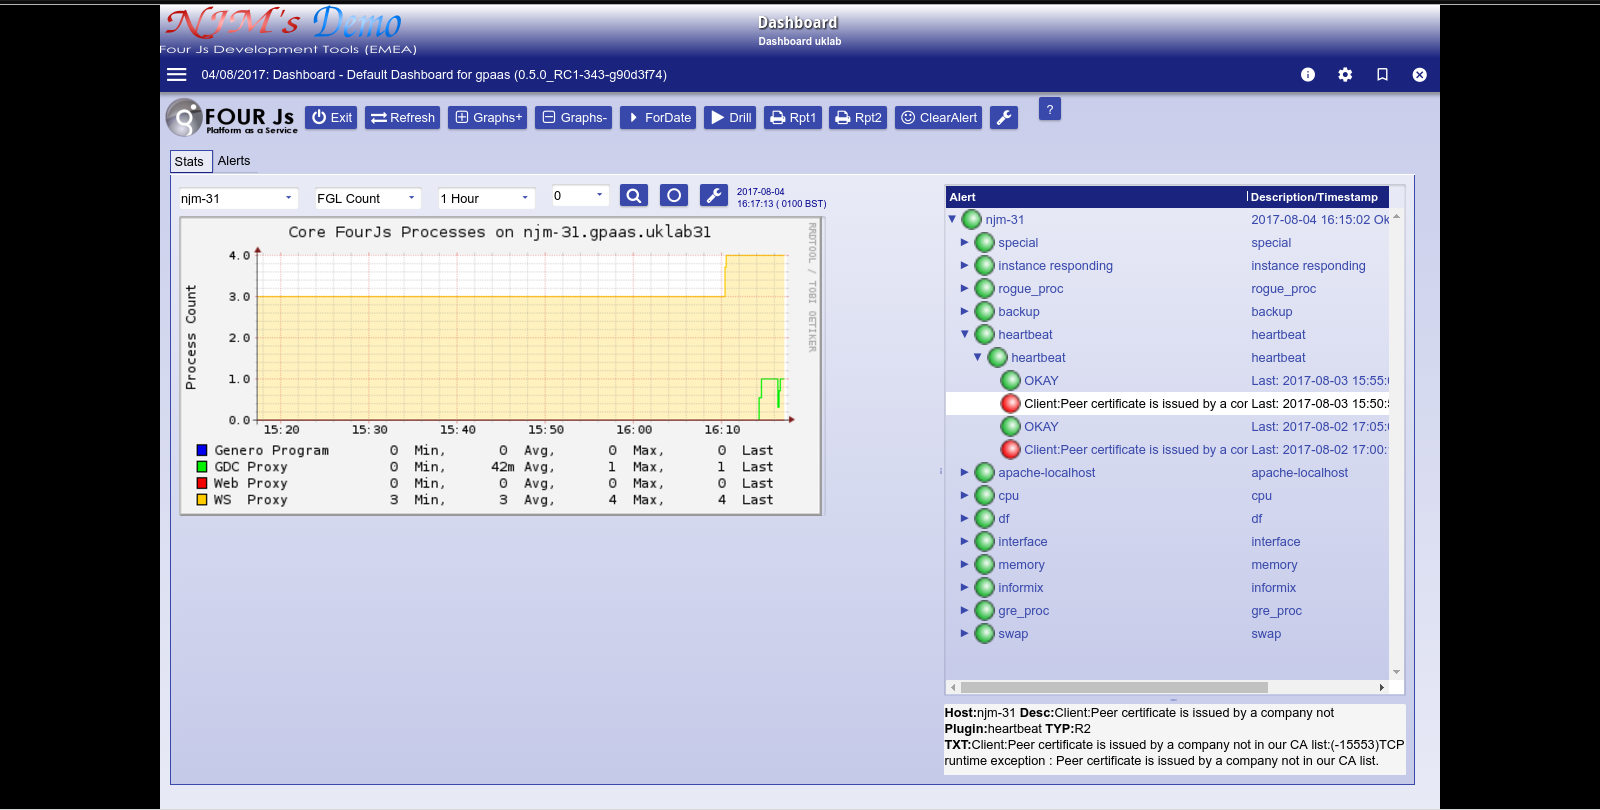 NJM's Demo
Four Js Development Tools (EMEA)
Dashboard
Dashboard uklab
04/08/2017: Dashboard - Default Dashboard for gpaas (0.5.0_RC1-343-g90d3f74)
FOUR Js
Platform as a Service
Exit Refresh Graphs+ Graphs- ForDate Drill Rpt1 Rpt2 ClearAlert ?
Stats Alerts
njm-31 FGL Count 1 Hour 0
2017-08-04
16:17:13 ( 0100 BST)
Core FourJs Processes on njm-31.gpaas.uklab31
RRDTOOL / TOBI OETIKER
Process Count
4.0
3.0
2.0
1.0
0.0
15:20 15:30 15:40 15:50 16:00 16:10
Genero Program 0 Min, 0 Avg, 0 Max, 0 Last
GDC Proxy 0 Min, 42m Avg, 1 Max, 1 Last
Web Proxy 0 Min, 0 Avg, 0 Max, 0 Last
WS Proxy 3 Min, 3 Avg, 4 Max, 4 Last
Alert Description/Timestamp
njm-31 2017-08-04 16:15:02 Ok
special special
instance responding instance responding
rogue_proc rogue_proc
backup backup
heartbeat heartbeat
heartbeat heartbeat
OKAY Last: 2017-08-03 15:55:
Client:Peer certificate is issued by a cor Last: 2017-08-03 15:50:
OKAY Last: 2017-08-02 17:05:
Client:Peer certificate is issued by a cor Last: 2017-08-02 17:00:
apache-localhost apache-localhost
cpu cpu
df df
interface interface
memory memory
informix informix
gre_proc gre_proc
swap swap
Host:njm-31 Desc:Client:Peer certificate is issued by a company not
Plugin:heartbeat TYP:R2
TXT:Client:Peer certificate is issued by a company not in our CA list:(-15553)TCP
runtime exception : Peer certificate is issued by a company not in our CA list.